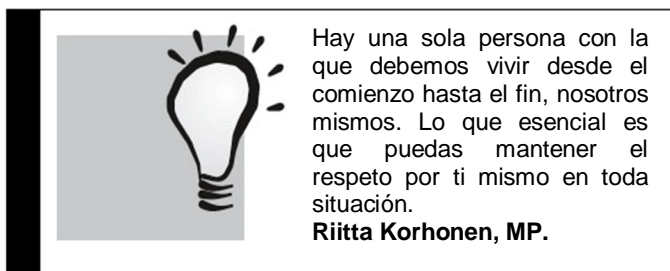 Hay una sola persona con la
que debemos vivir desde el
comienzo hasta el fin, nosotros
mismos. Lo que esencial es
que puedas mantener el
respeto por ti mismo en toda
situación.
Riitta Korhonen, MP.